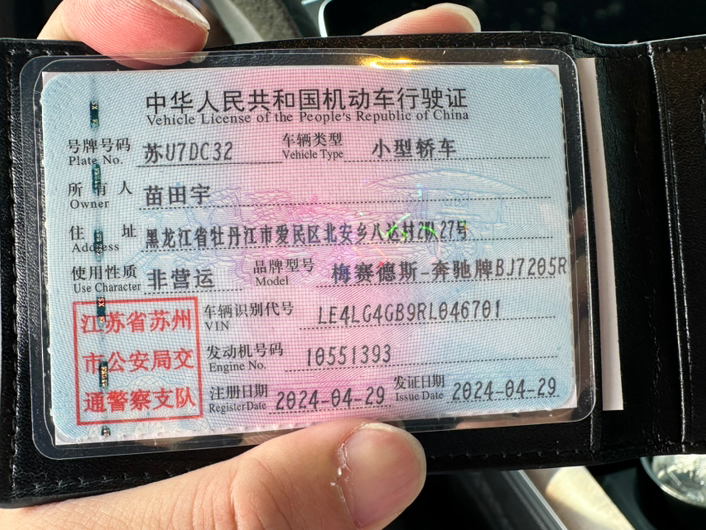 中华人民共和国机动车行驶证
Vehicle License of the People's Republic of China
号牌号码 苏U7DC32 车辆类型 小型轿车
Plate No. Vehicle Type
所有人 苗田宇
Owner
住址 黑龙江省牡丹江市爱民区北安乡八达村2队27号
Address
使用性质 非营运 品牌型号 梅赛德斯-奔驰牌BJ7205R
Use Character Model
江苏省苏州
市公安局交
通警察支队
车辆识别代号 LE4LG4GB9RL046701
VIN
发动机号码 10551393
Engine No.
注册日期 2024-04-29 发证日期 2024-04-29
Register Date Issue Date